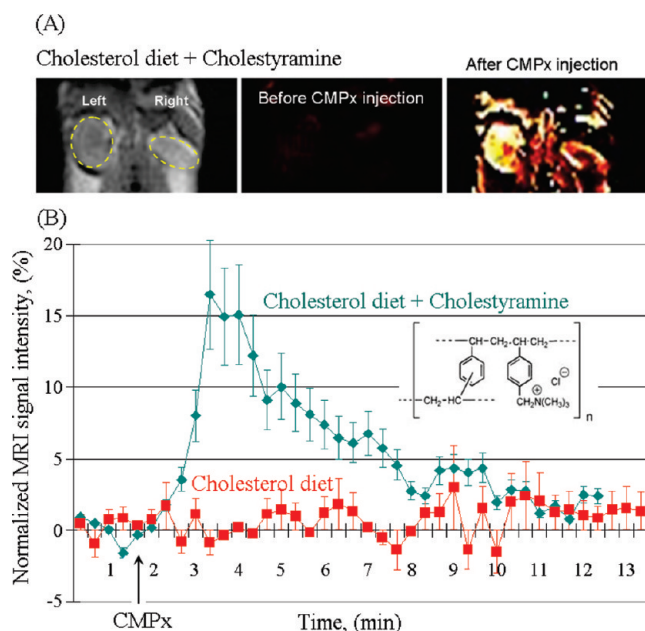 (A)
Cholesterol diet + Cholestyramine
Left
Right
Before CMPx injection
After CMPx injection
(B)
Normalized MRI signal intensity, (%)
20
15
10
5
0
-5
Cholesterol diet + Cholestyramine
CH-CH₂-CH-CH₂
CH₂-CH
CH₂N(CH₃)₃
⊕
Cl⊖
n
Cholesterol diet
1 2 3 4 5 6 7 8 9 10 11 12 13
CMPx
Time, (min)